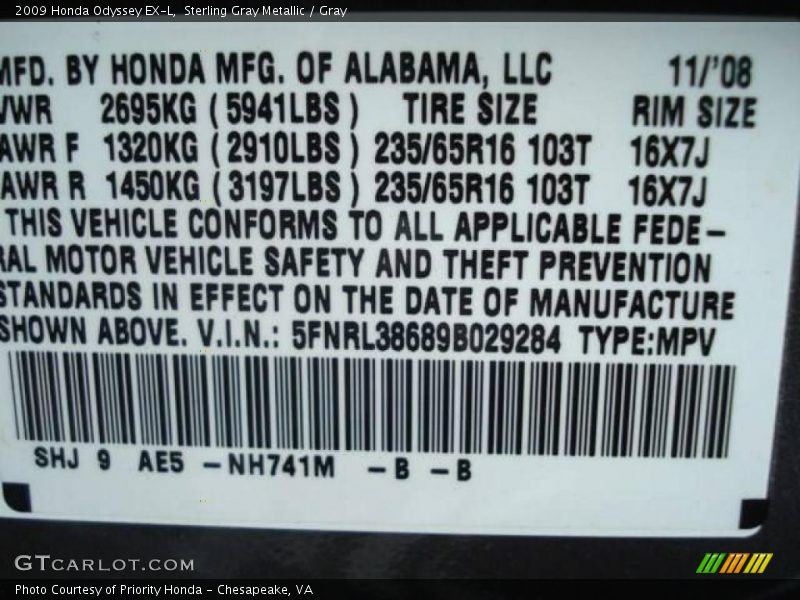 2009 Honda Odyssey EX-L, Sterling Gray Metallic / Gray
MFD. BY HONDA MFG. OF ALABAMA, LLC 11/'08
VWR 2695KG ( 5941LBS ) TIRE SIZE RIM SIZE
AWR F 1320KG ( 2910LBS ) 235/65R16 103T 16X7J
AWR R 1450KG ( 3197LBS ) 235/65R16 103T 16X7J
THIS VEHICLE CONFORMS TO ALL APPLICABLE FEDE-
RAL MOTOR VEHICLE SAFETY AND THEFT PREVENTION
STANDARDS IN EFFECT ON THE DATE OF MANUFACTURE
SHOWN ABOVE. V.I.N.: 5FNRL38689B029284 TYPE:MPV
SHJ 9 AE5 -NH741M -B -B
GTCARLOT.COM
Photo Courtesy of Priority Honda - Chesapeake, VA